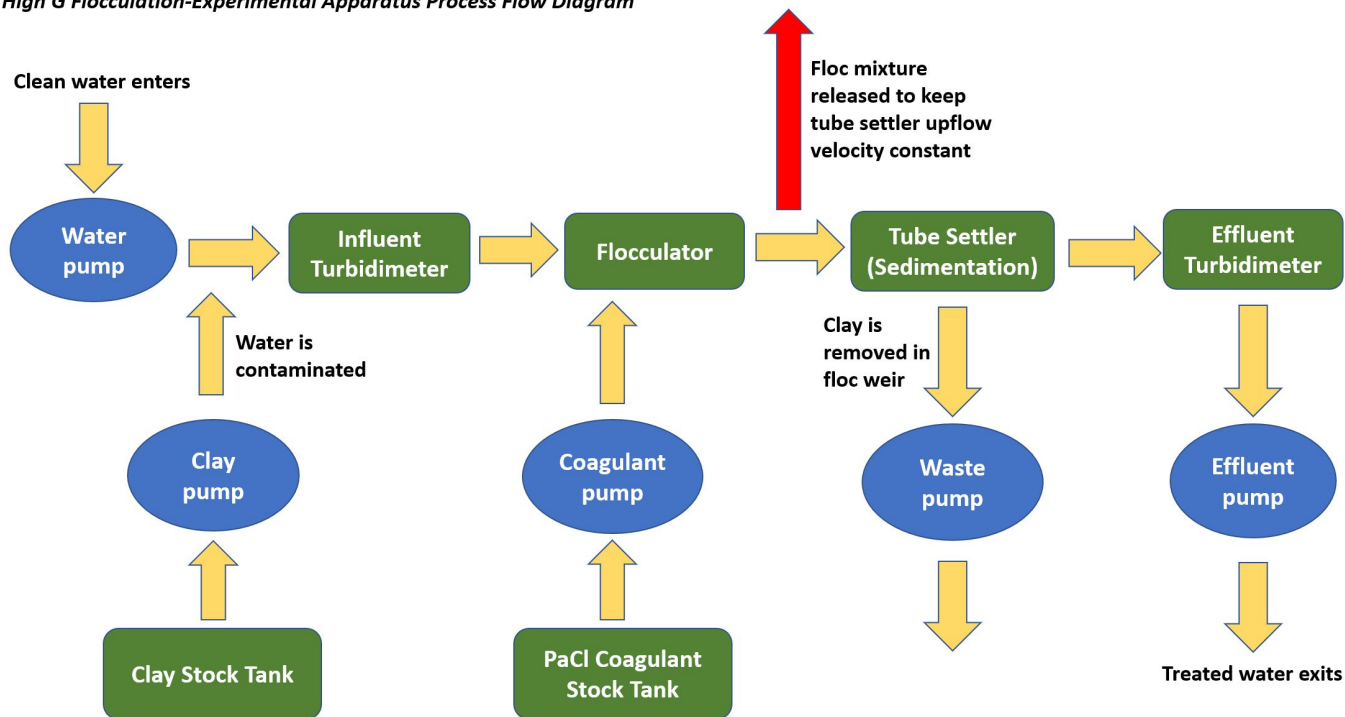 High G Flocculation-Experimental Apparatus Process Flow Diagram
Clean water enters
Floc mixture
released to keep
tube settler upflow
velocity constant
Water
pump
Influent
Turbidimeter
Flocculator
Tube Settler
(Sedimentation)
Effluent
Turbidimeter
Water is
contaminated
Clay is
removed in
floc weir
Clay
pump
Coagulant
pump
Waste
pump
Effluent
pump
Clay Stock Tank
PaCl Coagulant
Stock Tank
Treated water exits